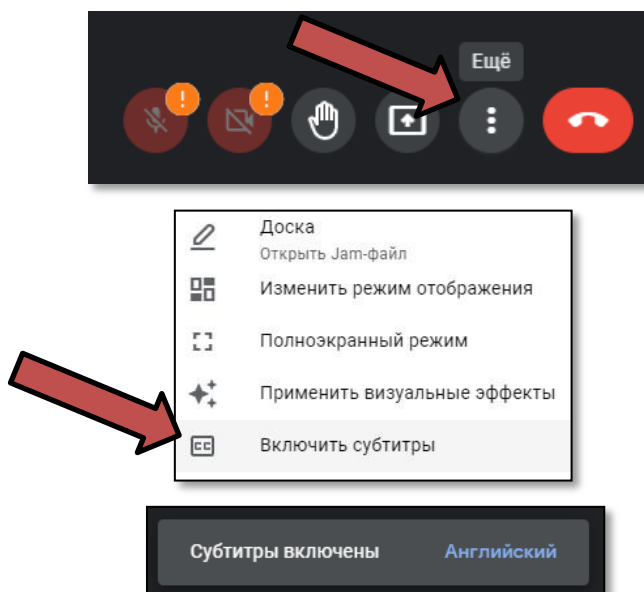 Ещё
Доска
Открыть Jam-файл
Изменить режим отображения
Полноэкранный режим
Применить визуальные эффекты
Включить субтитры
Субтитры включены Английский